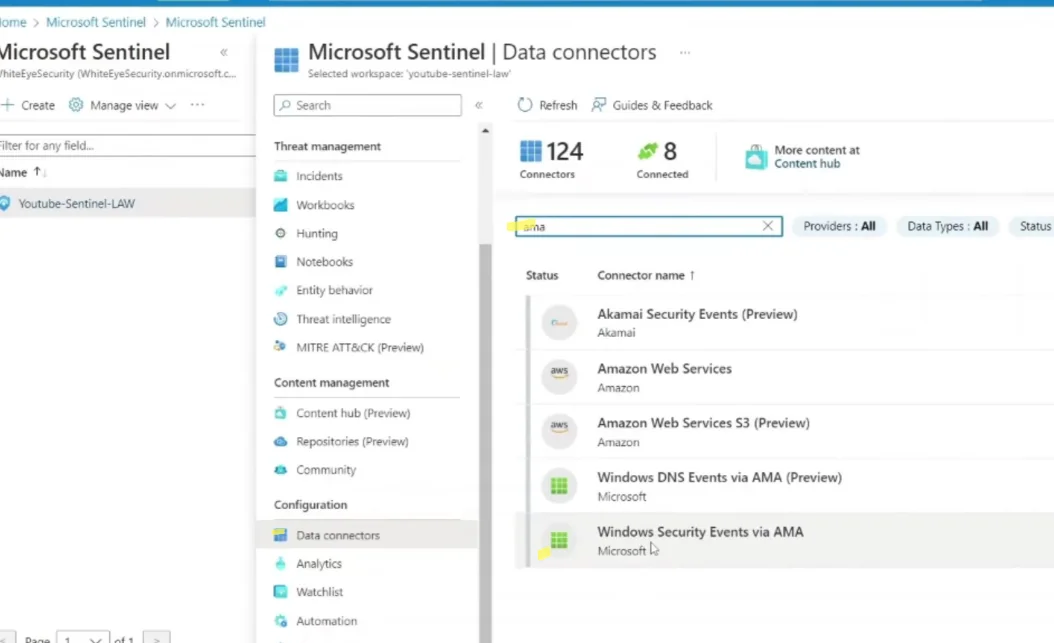 Home > Microsoft Sentinel > Microsoft Sentinel
Microsoft Sentinel «
WhiteEyeSecurity (WhiteEyeSecurity.onmicrosoft.c...
+ Create Manage view ···
Filter for any field...
Name ↑↓
Youtube-Sentinel-LAW
< Page 1 of 1 >
Microsoft Sentinel | Data connectors ···
Selected workspace: 'youtube-sentinel-law'
Search «
Threat management
Incidents
Workbooks
Hunting
Notebooks
Entity behavior
Threat intelligence
MITRE ATT&CK (Preview)
Content management
Content hub (Preview)
Repositories (Preview)
Community
Configuration
Data connectors
Analytics
Watchlist
Automation
Refresh Guides & Feedback
124
Connectors
8
Connected
More content at
Content hub
ama
Providers : All Data Types : All Status
Status Connector name ↑
Akamai Security Events (Preview)
Akamai
aws
Amazon Web Services
Amazon
aws
Amazon Web Services S3 (Preview)
Amazon
Windows DNS Events via AMA (Preview)
Microsoft
Windows Security Events via AMA
Microsoft